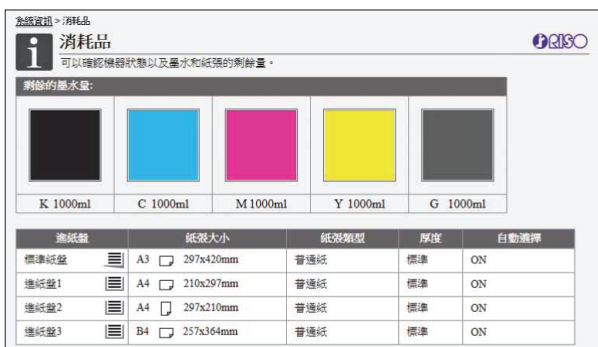 系統資訊 > 消耗品
消耗品
RISO
可以確認機器狀態以及墨水和紙張的剩餘量。
剩餘的墨水量:
K 1000ml C 1000ml M 1000ml Y 1000ml G 1000ml
進紙盤 紙張大小 紙張類型 厚度 自動選擇
標準紙盤 A3 297x420mm 普通紙 標準 ON
進紙盤1 A4 210x297mm 普通紙 標準 ON
進紙盤2 A4 297x210mm 普通紙 標準 ON
進紙盤3 B4 257x364mm 普通紙 標準 ON